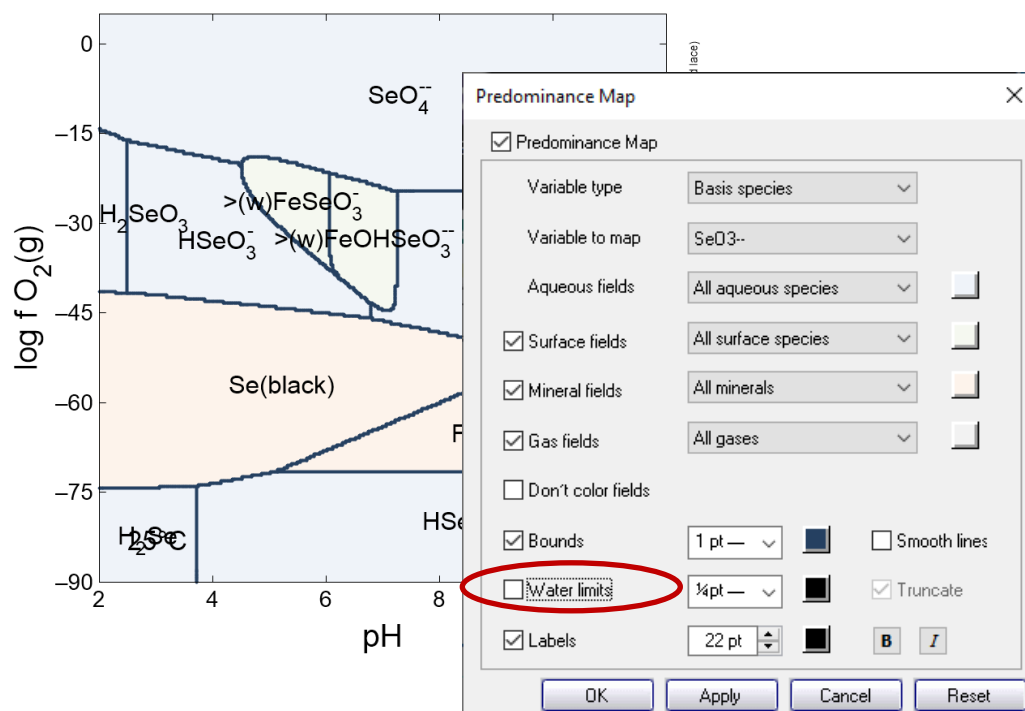 0
−15
−30
−45
−60
−75
−90
log f O₂(g)
2
4
6
8
pH
SeO₄⁻⁻
H₂SeO₃
HSeO₃⁻
>(w)FeSeO₃⁻
>(w)FeOHSeO₃⁻⁻
Se(black)
F
H₂Se
25°C
HSe
d lace)
Predominance Map
Predominance Map
Variable type Basis species
Variable to map SeO3--
Aqueous fields All aqueous species
Surface fields All surface species
Mineral fields All minerals
Gas fields All gases
Don't color fields
Bounds 1 pt — Smooth lines
Water limits ¼pt — Truncate
Labels 22 pt B I
OK Apply Cancel Reset